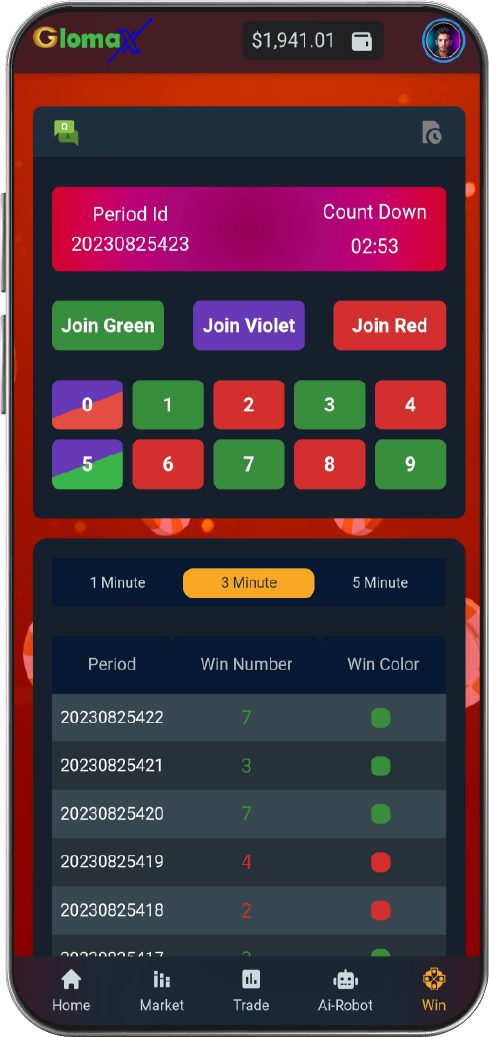 GlomaX
$1,941.01
Q
A
Period Id
Count Down
20230825423
02:53
Join Green Join Violet Join Red
0 1 2 3 4
5 6 7 8 9
1 Minute 3 Minute 5 Minute
Period Win Number Win Color
20230825422 7
20230825421 3
20230825420 7
20230825419 4
20230825418 2
20230825417
Home Market Trade Ai-Robot Win